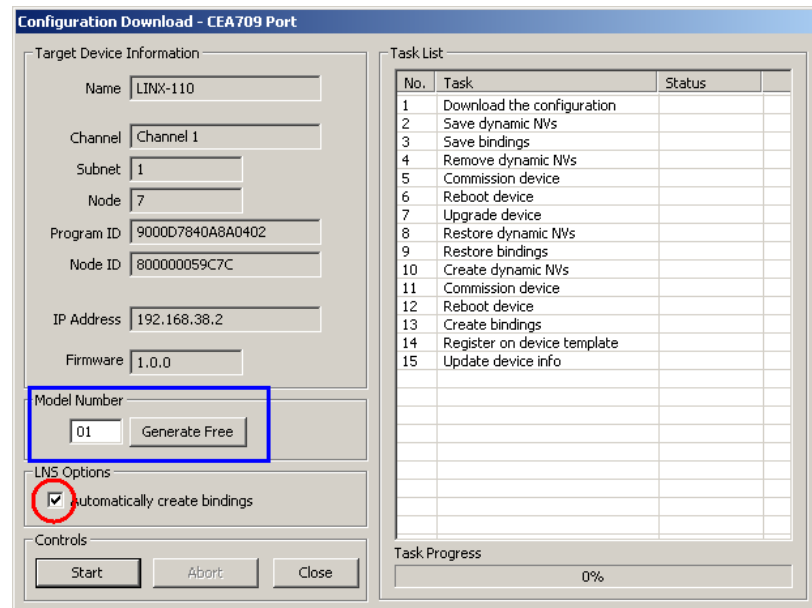 Configuration Download - CEA709 Port
Target Device Information
Name LINX-110
Channel Channel 1
Subnet 1
Node 7
Program ID 9000D7840A8A0402
Node ID 800000059C7C
IP Address 192.168.38.2
Firmware 1.0.0
Model Number
01 Generate Free
LNS Options
Automatically create bindings
Controls
Start Abort Close
Task List
No. Task Status
1 Download the configuration
2 Save dynamic NVs
3 Save bindings
4 Remove dynamic NVs
5 Commission device
6 Reboot device
7 Upgrade device
8 Restore dynamic NVs
9 Restore bindings
10 Create dynamic NVs
11 Commission device
12 Reboot device
13 Create bindings
14 Register on device template
15 Update device info
Task Progress
0%